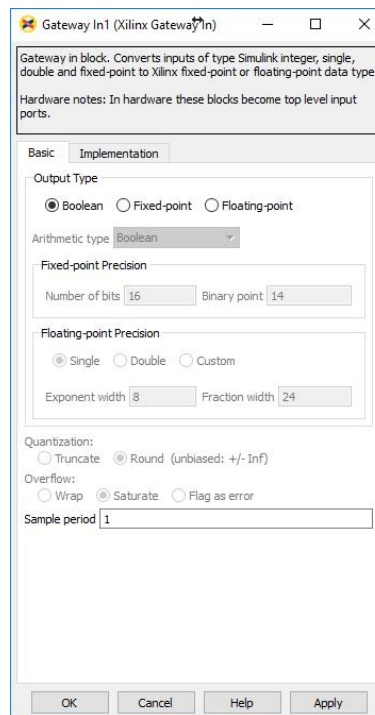 Gateway In1 (Xilinx Gateway In)
Gateway in block. Converts inputs of type Simulink integer, single,
double and fixed-point to Xilinx fixed-point or floating-point data type
Hardware notes: In hardware these blocks become top level input
ports.
Basic Implementation
Output Type
Boolean Fixed-point Floating-point
Arithmetic type Boolean
Fixed-point Precision
Number of bits 16 Binary point 14
Floating-point Precision
Single Double Custom
Exponent width 8 Fraction width 24
Quantization:
Truncate Round (unbiased: +/- Inf)
Overflow:
Wrap Saturate Flag as error
Sample period 1
OK Cancel Help Apply